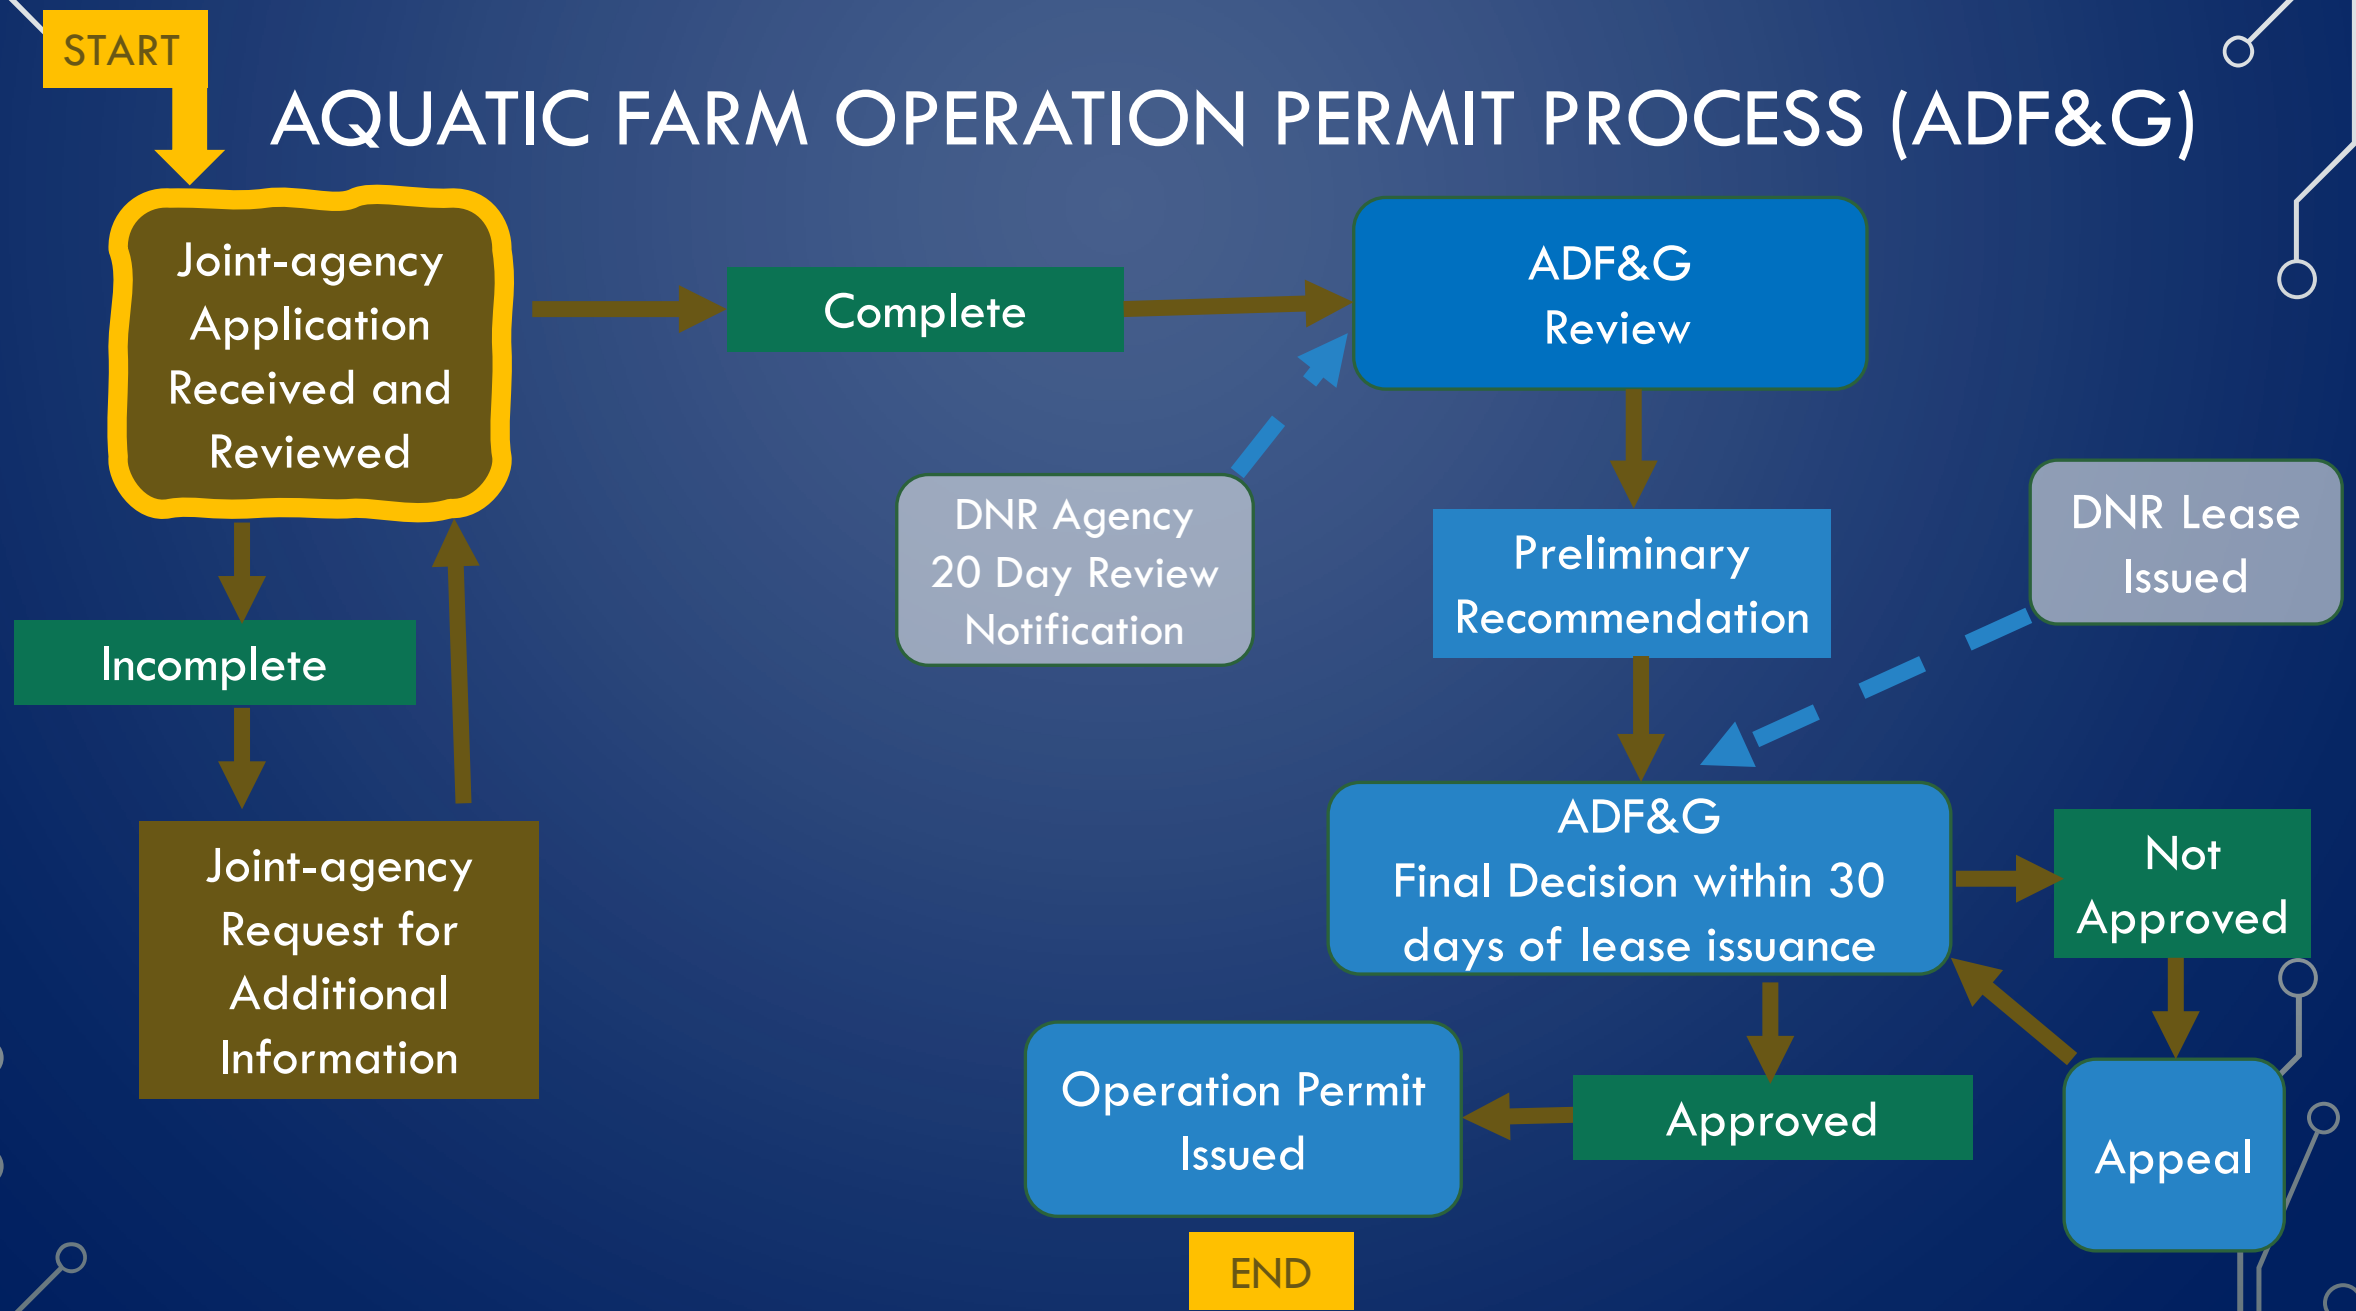 START
AQUATIC FARM OPERATION PERMIT PROCESS (ADF&G)
Joint-agency
Application
Received and
Reviewed
Complete
ADF&G
Review
DNR Agency
20 Day Review
Notification
Preliminary
Recommendation
DNR Lease
Issued
Incomplete
Joint-agency
Request for
Additional
Information
ADF&G
Final Decision within 30
days of lease issuance
Not
Approved
Operation Permit
Issued
Approved
Appeal
END